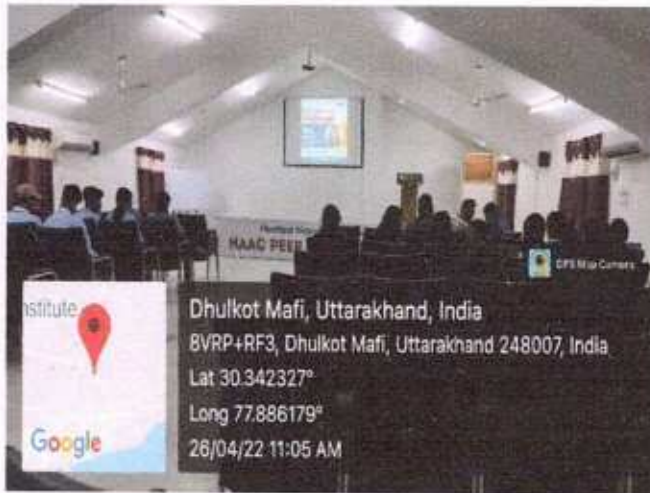 NAAC PEER
GPS Map Camera
nstitute
Google
Dhulkot Mafi, Uttarakhand, India
8VRP+RF3, Dhulkot Mafi, Uttarakhand 248007, India
Lat 30.342327°
Long 77.886179°
26/04/22 11:05 AM